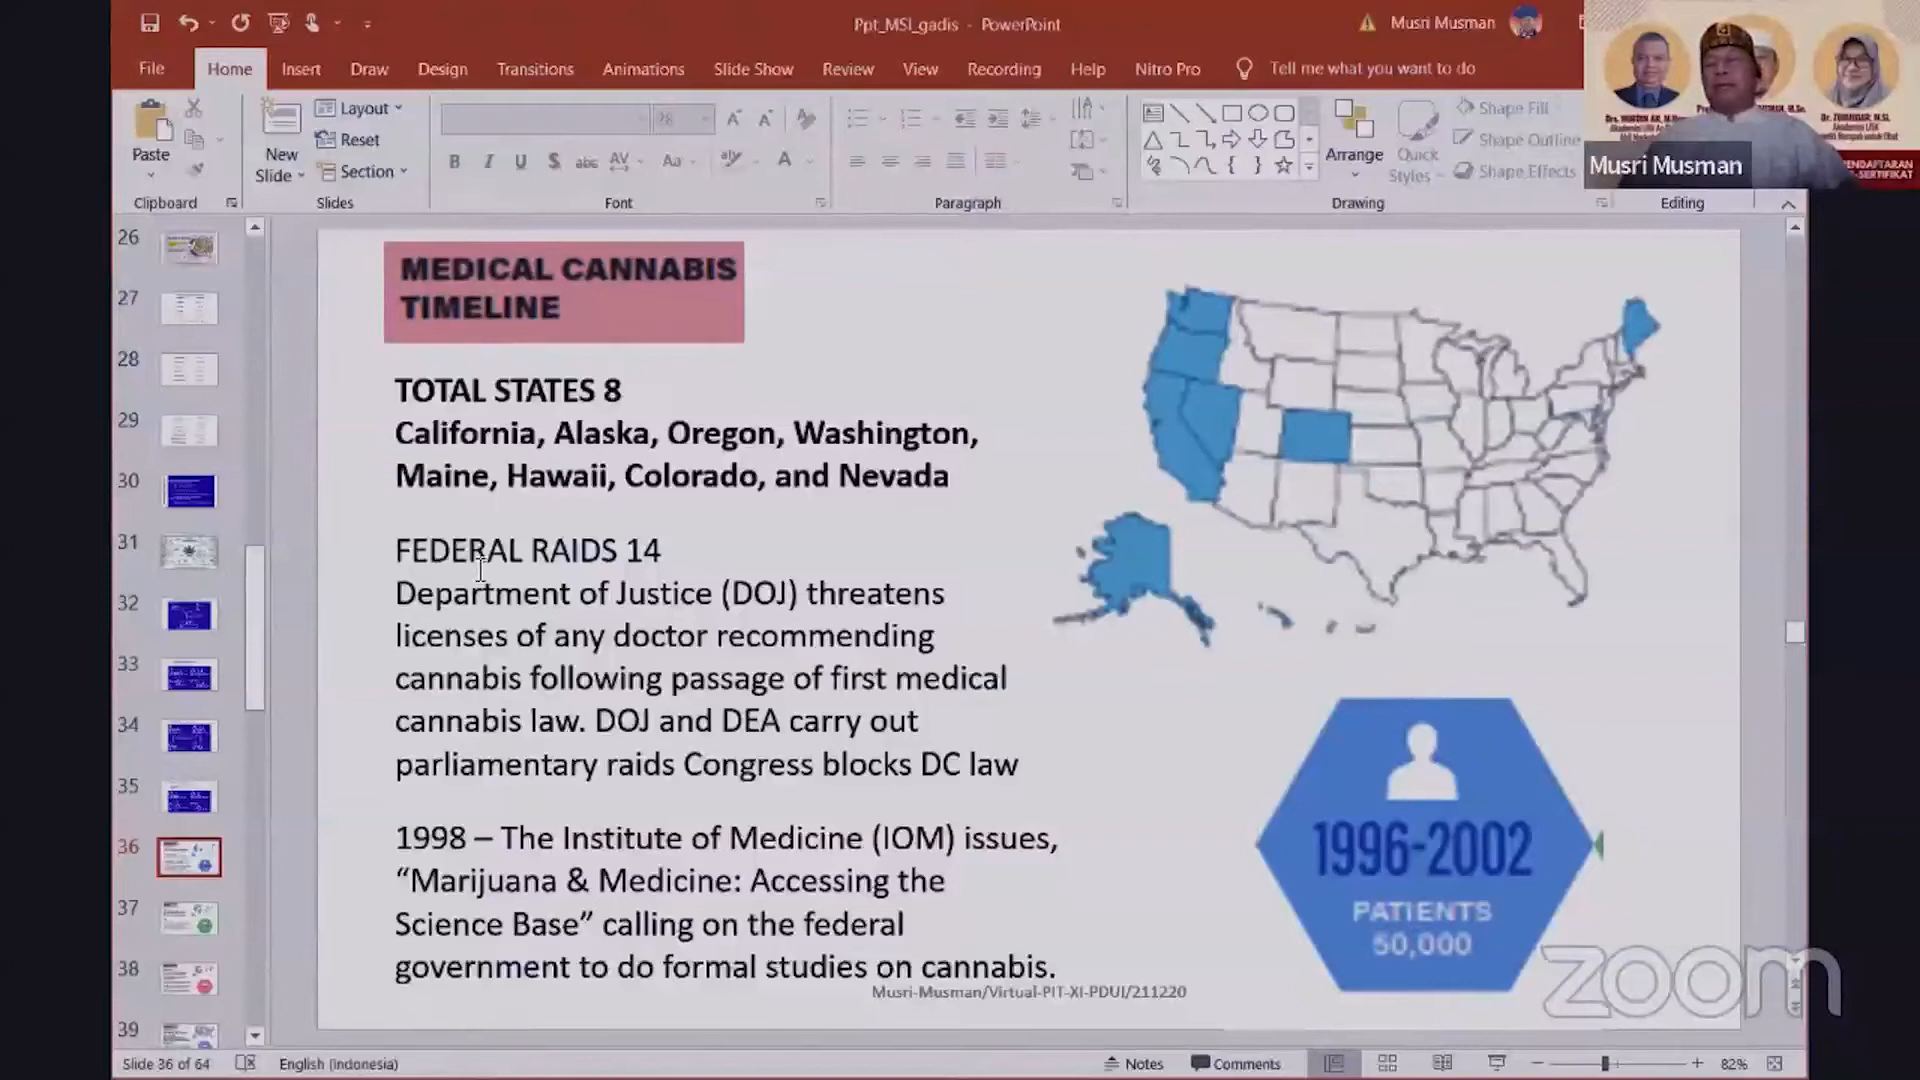 Ppt_MSI_gadis - PowerPoint
Musri Musman
File Home Insert Draw Design Transitions Animations Slide Show Review View Recording Help Nitro Pro Tell me what you want to do
Paste
Clipboard
New
Slide
Layout
Reset
Section
Slides
28
B I U S abc AV Aa A
Font
Paragraph
Arrange
Quick
Styles
Shape Fill
Shape Outline
Shape Effects
Drawing
Editing
Musri Musman
26
27
28
29
30
31
32
33
34
35
36
37
38
39
MEDICAL CANNABIS
TIMELINE
TOTAL STATES 8
California, Alaska, Oregon, Washington,
Maine, Hawaii, Colorado, and Nevada
FEDERAL RAIDS 14
Department of Justice (DOJ) threatens
licenses of any doctor recommending
cannabis following passage of first medical
cannabis law. DOJ and DEA carry out
parliamentary raids Congress blocks DC law
1998 – The Institute of Medicine (IOM) issues,
“Marijuana & Medicine: Accessing the
Science Base” calling on the federal
government to do formal studies on cannabis.
Musri-Musman/Virtual-PIT-XI-PDUI/211220
1996-2002
PATIENTS
50,000
zoom
Slide 36 of 64
English (Indonesia)
Notes
Comments
82%